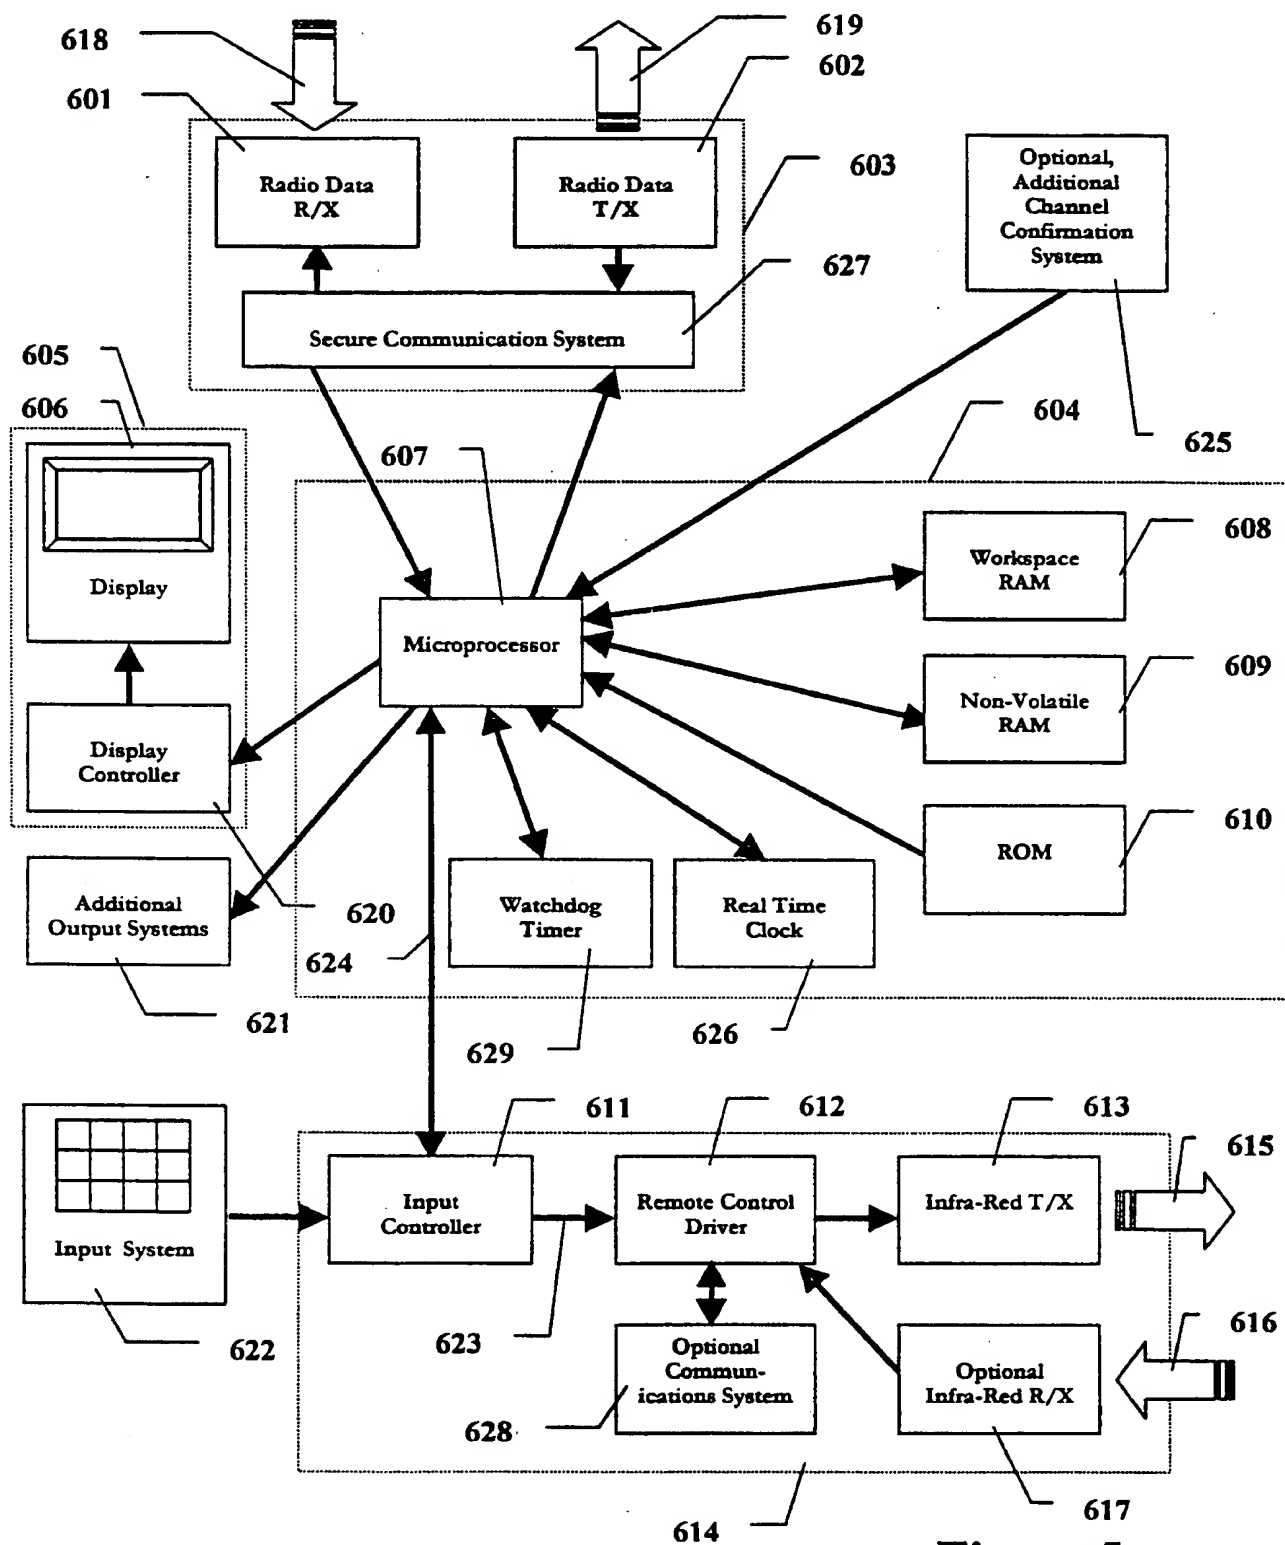 618
619
602
601
Radio Data
R/X
Radio Data
T/X
603
Optional,
Additional
Channel
Confirmation
System
627
Secure Communication System
605
606
604
625
607
Display
608
Workspace
RAM
Microprocessor
609
Non-Volatile
RAM
Display
Controller
610
ROM
Additional
Output Systems
620
624
Watchdog
Timer
Real Time
Clock
621
629
626
611
612
613
615
Input
Controller
Remote Control
Driver
Infra-Red T/X
Input System
622
623
616
Optional
Commun-
ications System
Optional
Infra-Red R/X
628
617
614